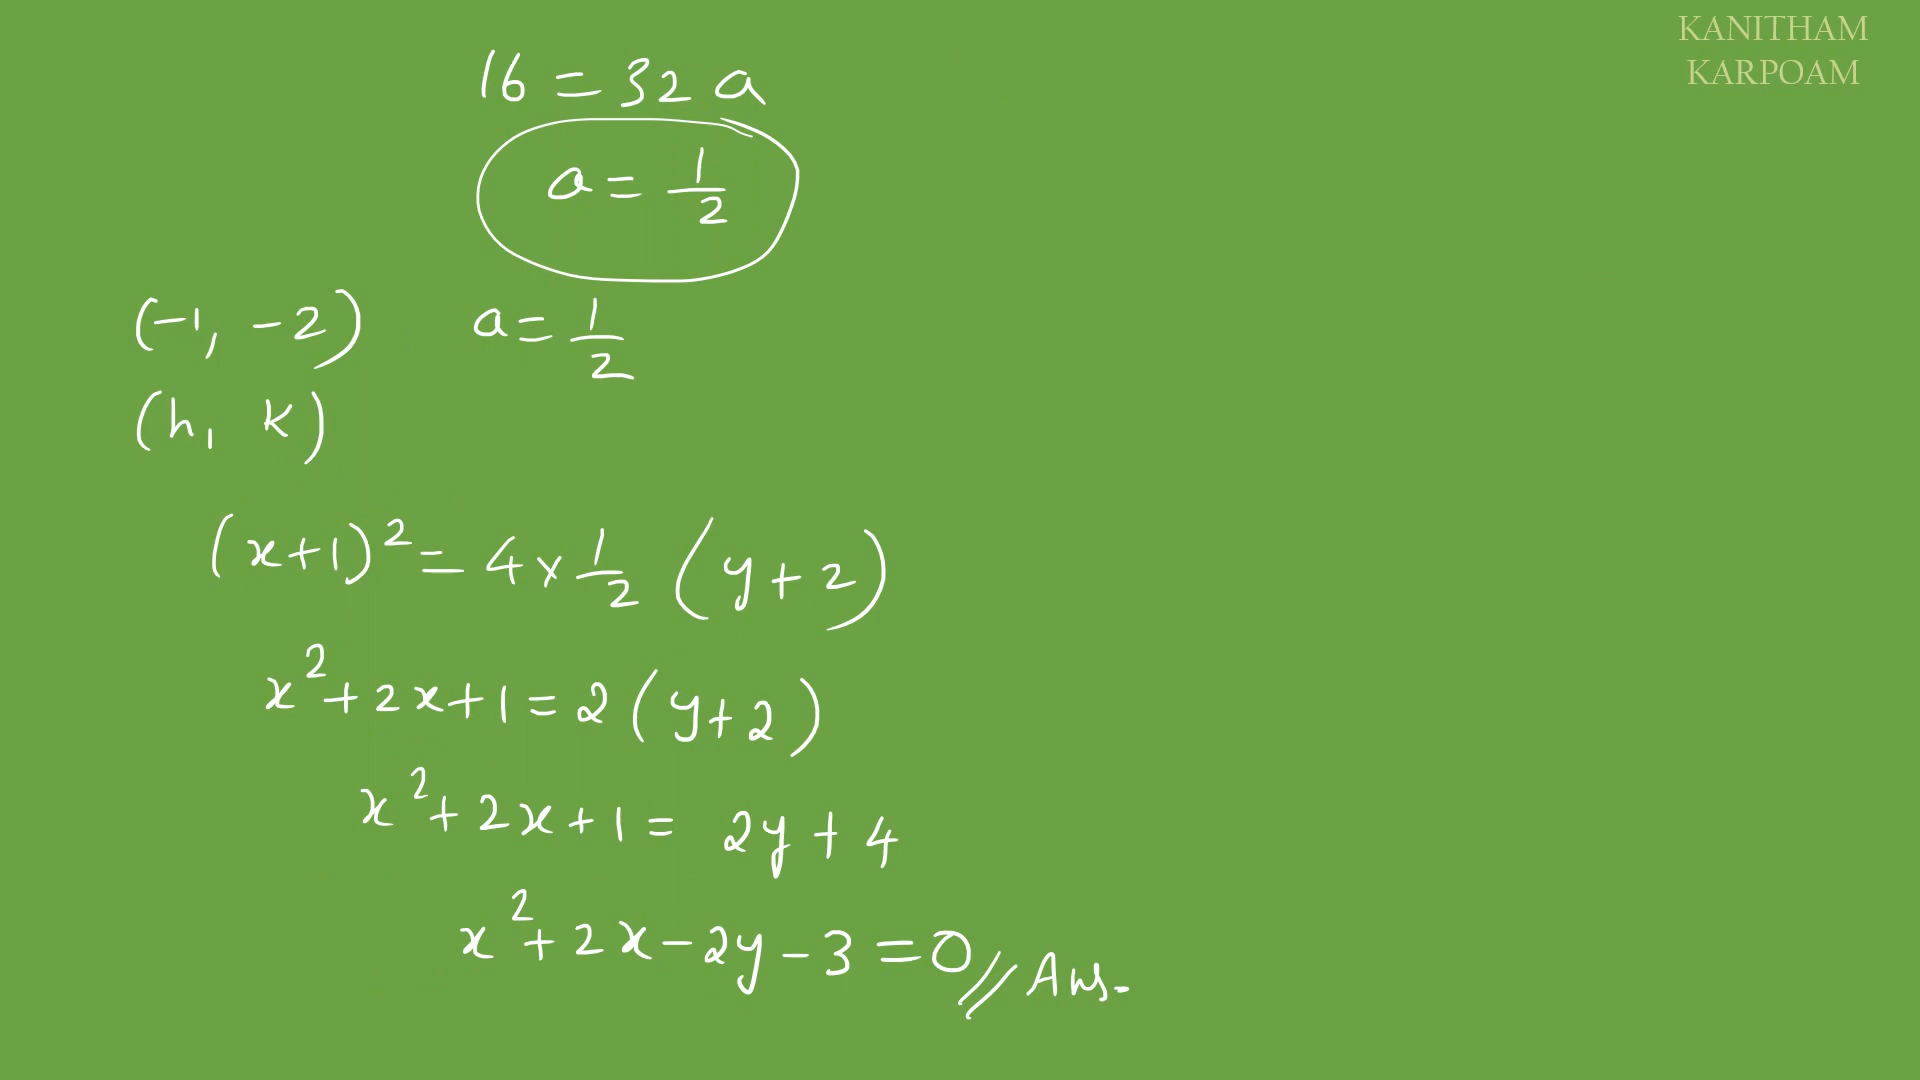 KANITHAM
KARPOAM
16 = 32 a
a = 1/2
(-1, -2) a = 1/2
(h, k)
(x+1)² = 4 × 1/2 (y+2)
x² + 2x + 1 = 2 (y+2)
x² + 2x + 1 = 2y + 4
x² + 2x - 2y - 3 = 0 // Ans.